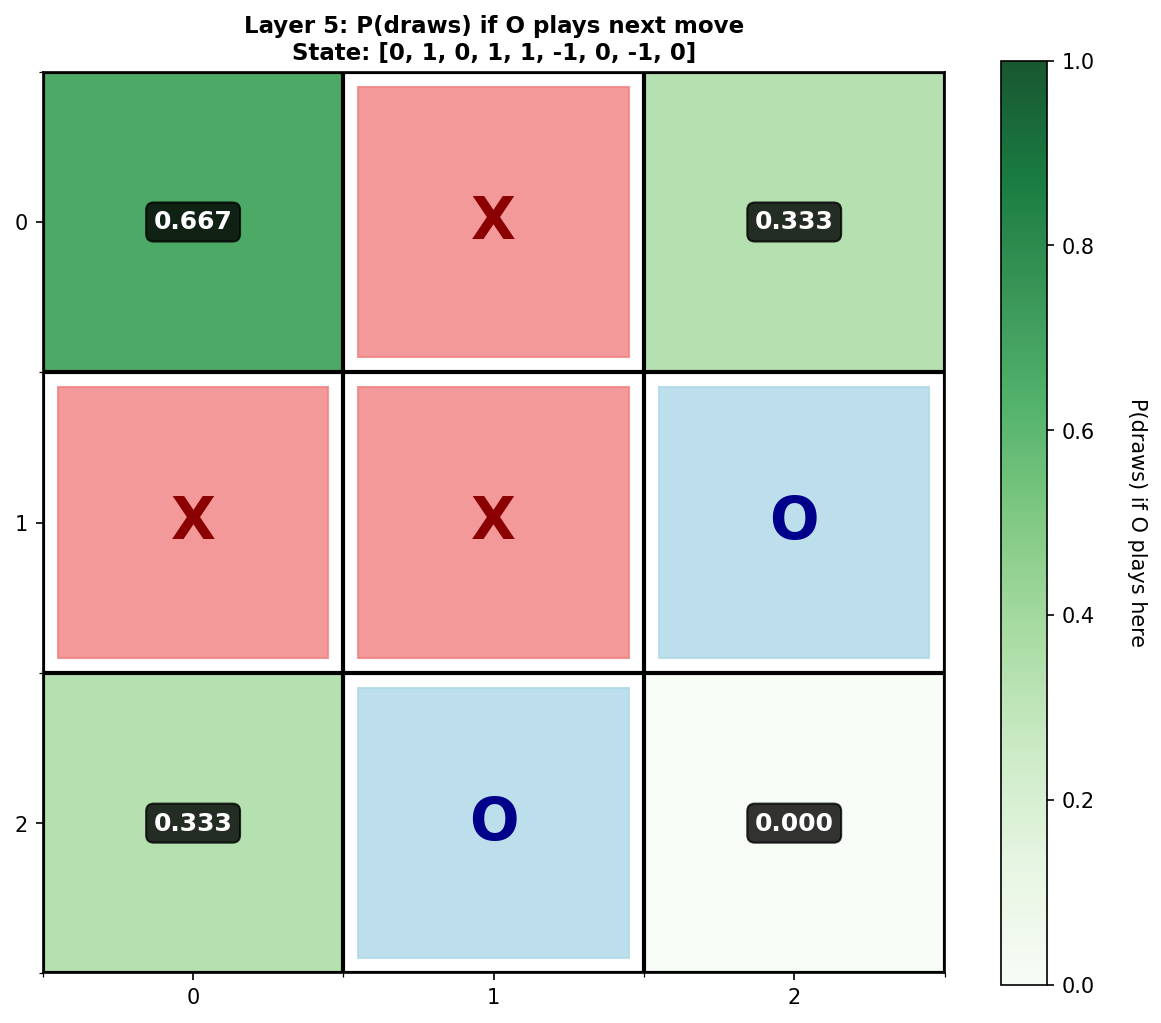 Layer 5: P(draws) if O plays next move
State: [0, 1, 0, 1, 1, -1, 0, -1, 0]
0.667 X 0.333
X X O
0.333 O 0.000
0
1
2
0 1 2
1.0
0.8
0.6
0.4
0.2
0.0
P(draws) if O plays here